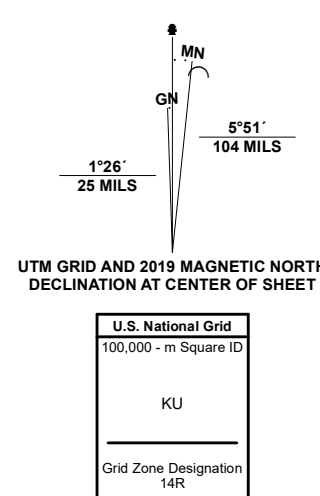 MN
GN
5°51´
104 MILS
1°26´
25 MILS
UTM GRID AND 2019 MAGNETIC NORTH
DECLINATION AT CENTER OF SHEET
U.S. National Grid
100,000 - m Square ID
KU
Grid Zone Designation
14R